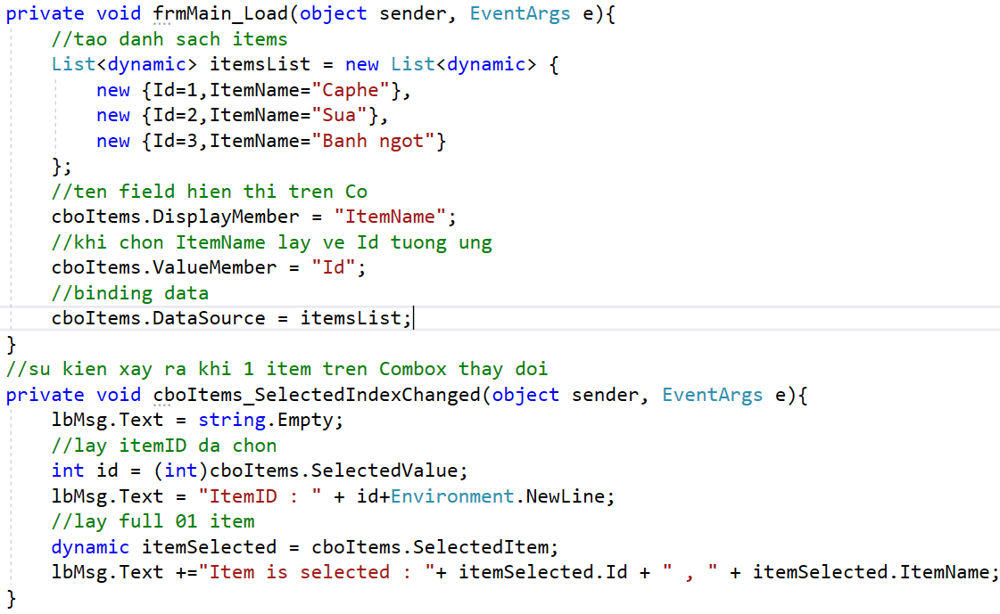 private void frmMain_Load(object sender, EventArgs e){
    //tao danh sach items
    List<dynamic> itemsList = new List<dynamic> {
        new {Id=1,ItemName="Caphe"},
        new {Id=2,ItemName="Sua"},
        new {Id=3,ItemName="Banh ngot"}
    };
    //ten field hien thi tren Co
    cboItems.DisplayMember = "ItemName";
    //khi chon ItemName lay ve Id tuong ung
    cboItems.ValueMember = "Id";
    //binding data
    cboItems.DataSource = itemsList;
}
//su kien xay ra khi 1 item tren Combox thay doi
private void cboItems_SelectedIndexChanged(object sender, EventArgs e){
    lbMsg.Text = string.Empty;
    //lay itemID da chon
    int id = (int)cboItems.SelectedValue;
    lbMsg.Text = "ItemID : " + id+Environment.NewLine;
    //lay full 01 item
    dynamic itemSelected = cboItems.SelectedItem;
    lbMsg.Text +="Item is selected : "+ itemSelected.Id + " , " + itemSelected.ItemName;
}